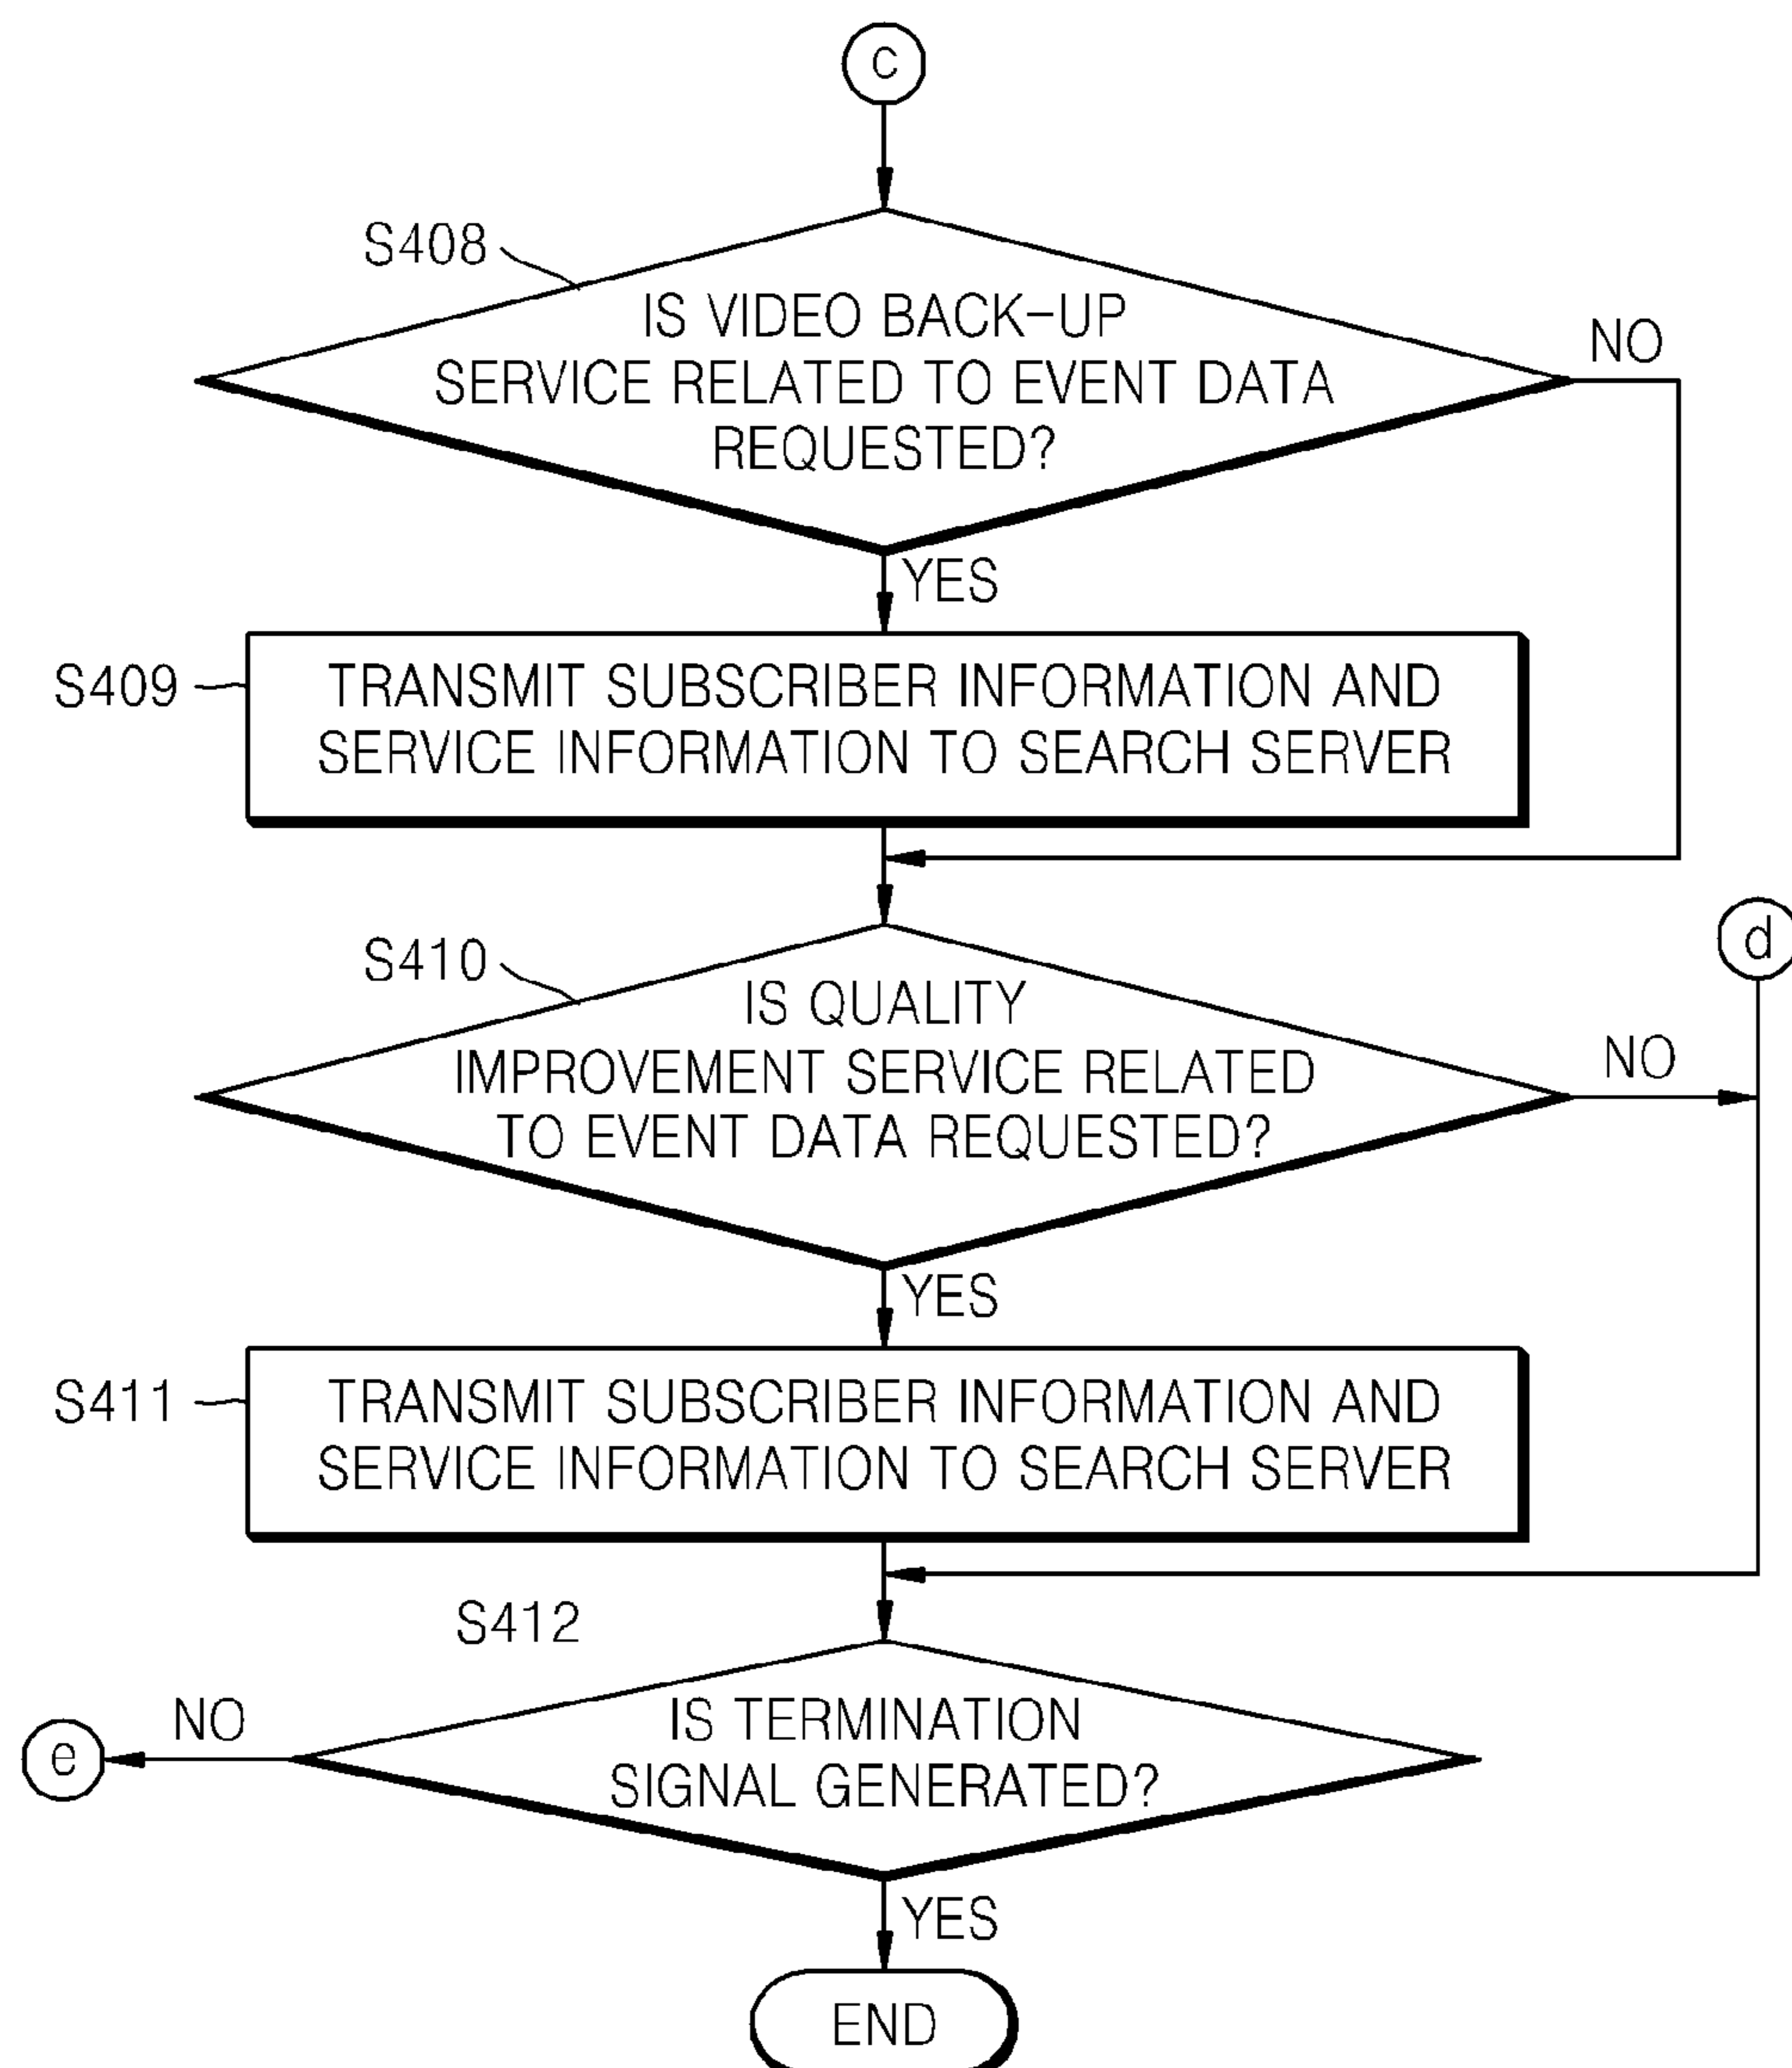 c
S408
IS VIDEO BACK-UP
SERVICE RELATED TO EVENT DATA
REQUESTED?
NO
YES
S409
TRANSMIT SUBSCRIBER INFORMATION AND
SERVICE INFORMATION TO SEARCH SERVER
d
S410
IS QUALITY
IMPROVEMENT SERVICE RELATED
TO EVENT DATA REQUESTED?
NO
YES
S411
TRANSMIT SUBSCRIBER INFORMATION AND
SERVICE INFORMATION TO SEARCH SERVER
S412
IS TERMINATION
SIGNAL GENERATED?
NO
e
YES
END